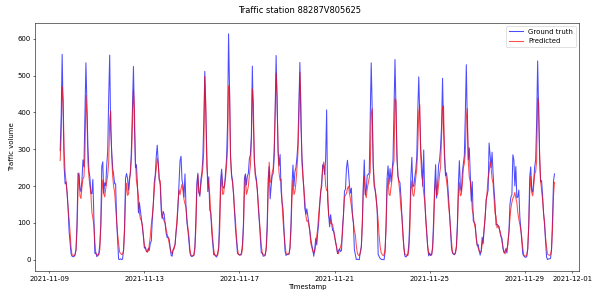 Traffic station 88287V805625
Ground truth
Predicted
Traffic volume
600
500
400
300
200
100
0
2021-11-09
2021-11-13
2021-11-17
2021-11-21
2021-11-25
2021-11-29
2021-12-01
Timestamp